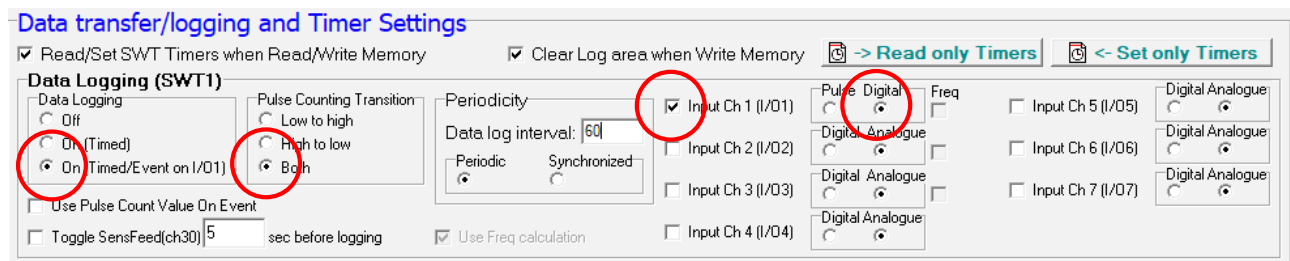 Data transfer/logging and Timer Settings
Read/Set SWT Timers when Read/Write Memory
Clear Log area when Write Memory
-> Read only Timers
<- Set only Timers
Data Logging (SWT1)
Data Logging
Off
On (Timed)
On (Timed/Event on I/O1)
Pulse Counting Transition
Low to high
High to low
Both
Periodicity
Data log interval: 60
Periodic Synchronized
Use Pulse Count Value On Event
Toggle SensFeed(ch30) 5 sec before logging
Use Freq calculation
Input Ch 1 (I/O1)
Pulse Digital
Freq
Input Ch 2 (I/O2)
Digital Analogue
Input Ch 3 (I/O3)
Digital Analogue
Input Ch 4 (I/O4)
Digital Analogue
Input Ch 5 (I/O5)
Digital Analogue
Input Ch 6 (I/O6)
Digital Analogue
Input Ch 7 (I/O7)
Digital Analogue